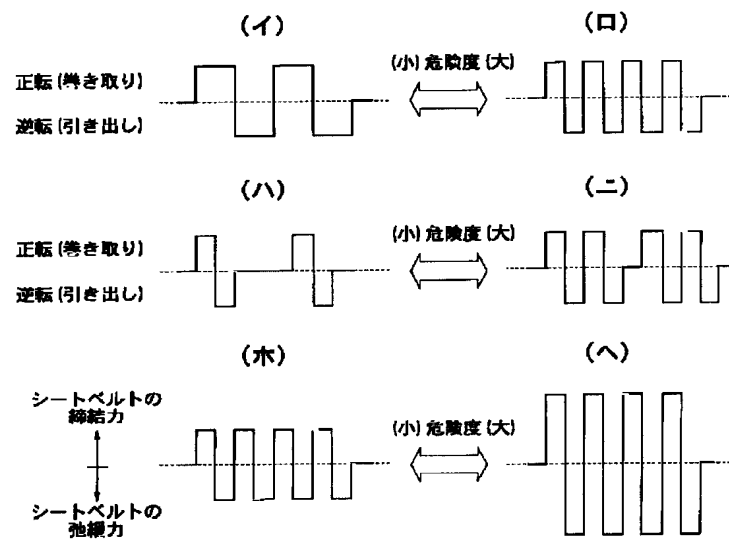 (イ)
(ロ)
正転(巻き取り)
(小)危険度(大)
逆転(引き出し)
(ハ)
(ニ)
正転(巻き取り)
(小)危険度(大)
逆転(引き出し)
(ホ)
(ヘ)
シートベルトの
締結力
(小)危険度(大)
シートベルトの
弛緩力